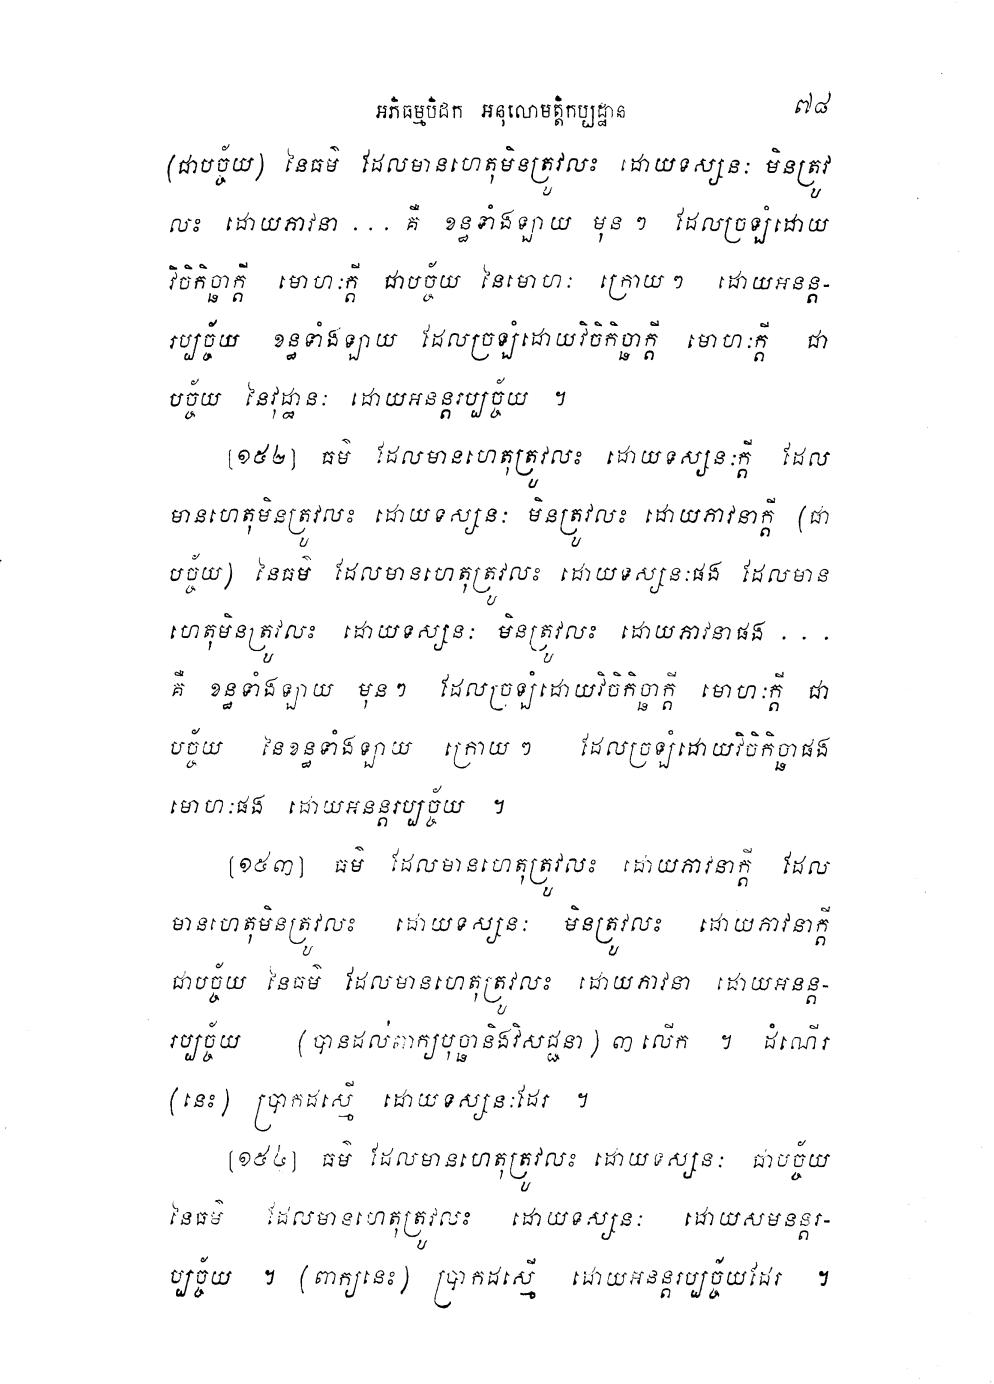 អភិធម្មបិដក អនុលោមត្តិកប្បដ្ឋាន ៧៨
(ជាបច្ច័យ) នៃធម៌ ដែលមានហេតុមិនត្រូវលះ ដោយទស្សនៈ មិនត្រូវ
លះ ដោយភាវនា ... គឺ ខន្ធទាំងឡាយ មុន ៗ ដែលច្រឡំដោយ
វិចិកិច្ឆាក្តី មោហៈក្តី ជាបច្ច័យ នៃមោហៈ ក្រោយ ៗ ដោយអនន្ត-
រប្បច្ច័យ ខន្ធទាំងឡាយ ដែលច្រឡំដោយវិចិកិច្ឆាក្តី មោហៈក្តី ជា
បច្ច័យ នៃវុដ្ឋានៈ ដោយអនន្តរប្បច្ច័យ ។
[១៥២] ធម៌ ដែលមានហេតុត្រូវលះ ដោយទស្សនៈក្តី ដែល
មានហេតុមិនត្រូវលះ ដោយទស្សនៈ មិនត្រូវលះ ដោយភាវនាក្តី (ជា
បច្ច័យ) នៃធម៌ ដែលមានហេតុត្រូវលះ ដោយទស្សនៈផង ដែលមាន
ហេតុមិនត្រូវលះ ដោយទស្សនៈ មិនត្រូវលះ ដោយភាវនាផង ...
គឺ ខន្ធទាំងឡាយ មុន ៗ ដែលច្រឡំដោយវិចិកិច្ឆាក្តី មោហៈក្តី ជា
បច្ច័យ នៃខន្ធទាំងឡាយ ក្រោយ ៗ ដែលច្រឡំដោយវិចិកិច្ឆាផង
មោហៈផង ដោយអនន្តរប្បច្ច័យ ។
[១៥៣] ធម៌ ដែលមានហេតុត្រូវលះ ដោយភាវនាក្តី ដែល
មានហេតុមិនត្រូវលះ ដោយទស្សនៈ មិនត្រូវលះ ដោយភាវនាក្តី
ជាបច្ច័យ នៃធម៌ ដែលមានហេតុត្រូវលះ ដោយភាវនា ដោយអនន្ត-
រប្បច្ច័យ (បានដល់ពាក្យបុច្ឆានិងវិសជ្ជនា) ៣ លើក ។ ដំណើរ
(នេះ) ប្រាកដស្មើ ដោយទស្សនៈដែរ ។
[១៥៤] ធម៌ ដែលមានហេតុត្រូវលះ ដោយទស្សនៈ ជាបច្ច័យ
នៃធម៌ ដែលមានហេតុត្រូវលះ ដោយទស្សនៈ ដោយសមនន្តរ-
ប្បច្ច័យ ។ (ពាក្យនេះ) ប្រាកដស្មើ ដោយអនន្តរប្បច្ច័យដែរ ។